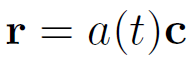 𝐫 = a(t)𝐜